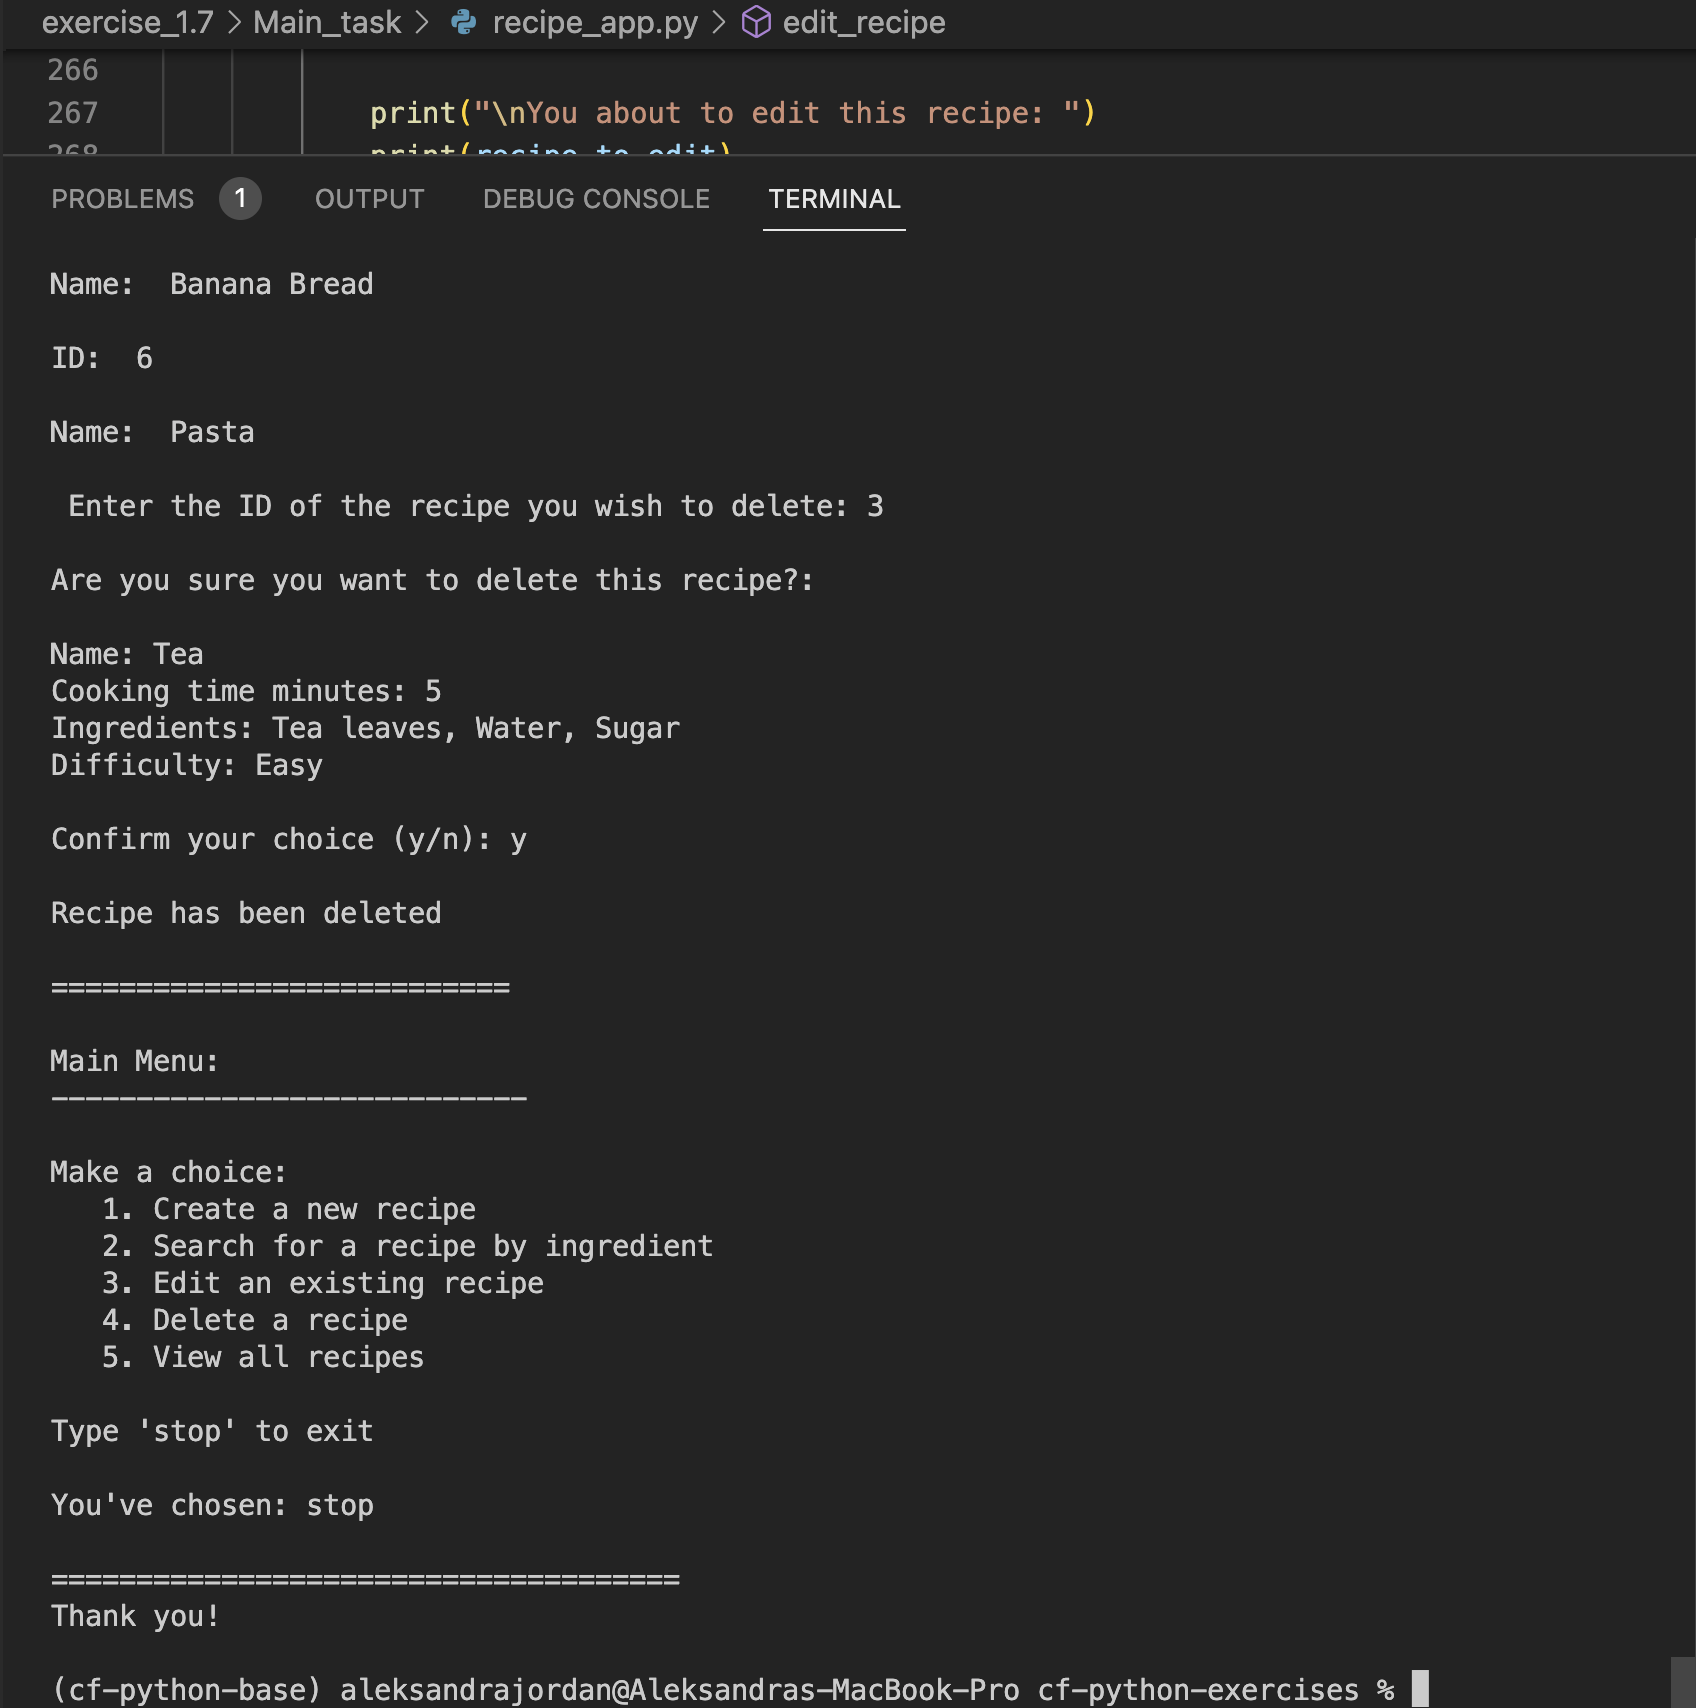 exercise_1.7 > Main_task > recipe_app.py > edit_recipe
266
267 print("\nYou about to edit this recipe: ")
268 print(recipe_to_edit)
PROBLEMS 1 OUTPUT DEBUG CONSOLE TERMINAL
Name:  Banana Bread
ID:  6
Name:  Pasta
Enter the ID of the recipe you wish to delete: 3
Are you sure you want to delete this recipe?:
Name: Tea
Cooking time minutes: 5
Ingredients: Tea leaves, Water, Sugar
Difficulty: Easy
Confirm your choice (y/n): y
Recipe has been deleted
===========================
Main Menu:
----------------------------
Make a choice:
1. Create a new recipe
2. Search for a recipe by ingredient
3. Edit an existing recipe
4. Delete a recipe
5. View all recipes
Type 'stop' to exit
You've chosen: stop
=====================================
Thank you!
(cf-python-base) aleksandrajordan@Aleksandras-MacBook-Pro cf-python-exercises %